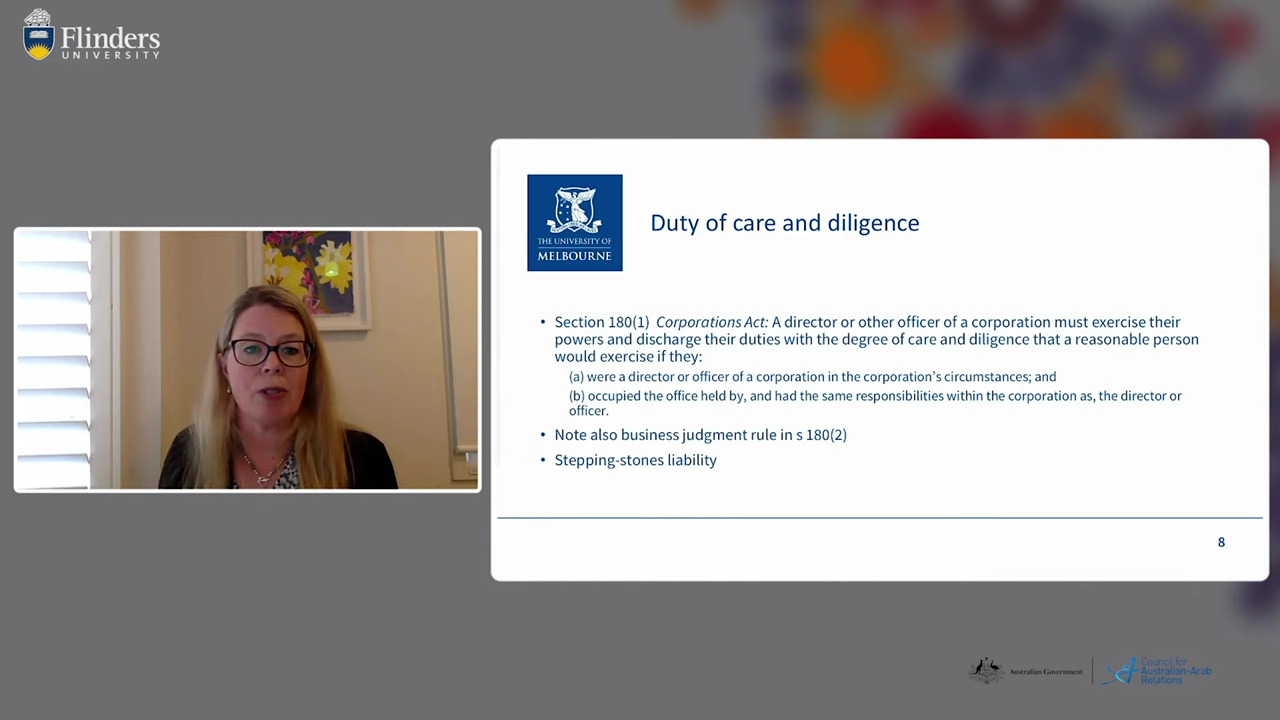 Flinders
UNIVERSITY
THE UNIVERSITY OF
MELBOURNE
Duty of care and diligence
• Section 180(1) Corporations Act: A director or other officer of a corporation must exercise their
powers and discharge their duties with the degree of care and diligence that a reasonable person
would exercise if they:
(a) were a director or officer of a corporation in the corporation's circumstances; and
(b) occupied the office held by, and had the same responsibilities within the corporation as, the director or
officer.
• Note also business judgment rule in s 180(2)
• Stepping-stones liability
8
Australian Government
Council for
Australian-Arab
Relations